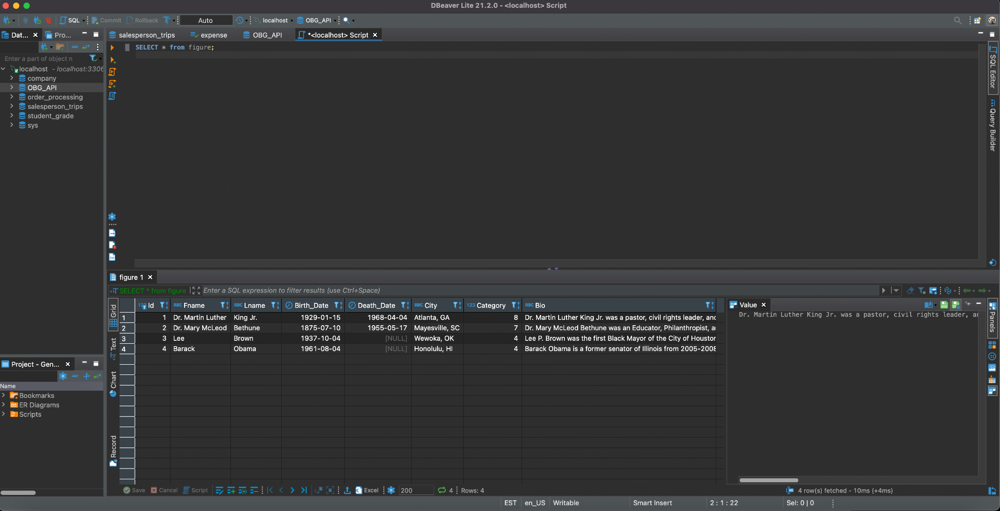 DBeaver Lite 21.2.0 - <localhost> Script
SQL Commit Rollback Auto localhost OBG_API
Dat... Pro... salesperson_trips expense OBG_API *<localhost> Script
SELECT * from figure;
Enter a part of object n
localhost - localhost:3306
company
OBG_API
order_processing
salesperson_trips
student_grade
sys
SQL Editor
Query Builder
figure 1
SELECT * from figure Enter a SQL expression to filter results (use Ctrl+Space)
Grid
Text
Chart
Record
123 Id ABC Fname ABC Lname Birth_Date Death_Date ABC City 123 Category ABC Bio
1 1 Dr. Martin Luther King Jr. 1929-01-15 1968-04-04 Atlanta, GA 8 Dr. Martin Luther King Jr. was a pastor, civil rights leader, and
2 2 Dr. Mary McLeod Bethune 1875-07-10 1955-05-17 Mayesville, SC 7 Dr. Mary McLeod Bethune was an Educator, Philanthropist, a
3 3 Lee Brown 1937-10-04 [NULL] Wewoka, OK 4 Lee P. Brown was the first Black Mayor of the City of Houston
4 4 Barack Obama 1961-08-04 [NULL] Honolulu, HI 4 Barack Obama is a former senator of Illinois from 2005-2008
Value
Dr. Martin Luther King Jr. was a pastor, civil rights leader, a
Panels
Project - Gen...
Name
Bookmarks
ER Diagrams
Scripts
Save Cancel Script Excel 200 4 Rows: 4
4 row(s) fetched - 10ms (+4ms)
EST en_US Writable Smart Insert 2 : 1 : 22 Sel: 0 | 0